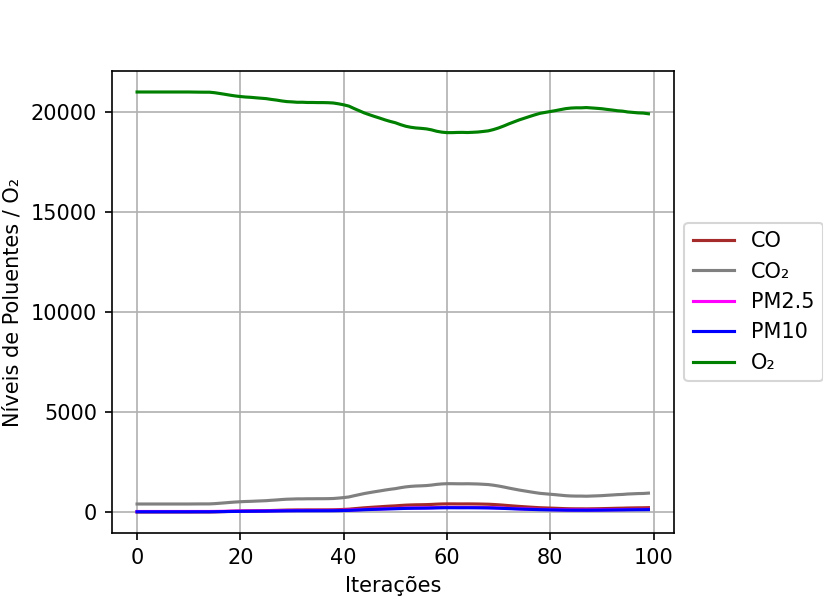 Níveis de Poluentes / O₂
20000
15000
10000
5000
0
0 20 40 60 80 100
Iterações
CO
CO₂
PM2.5
PM10
O₂